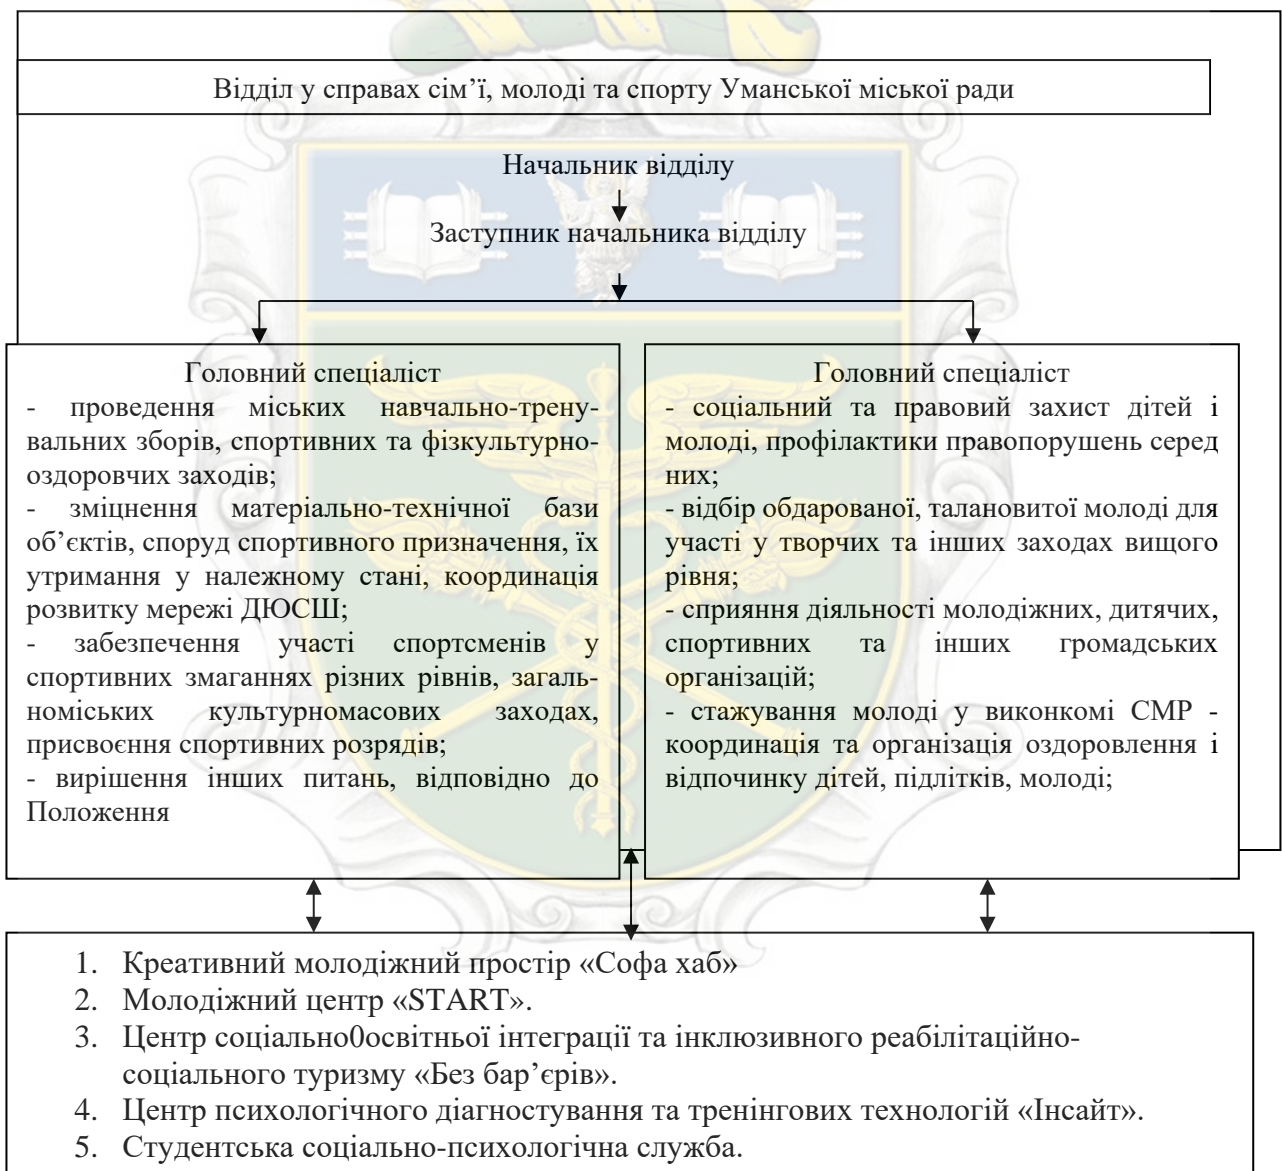 Відділ у справах сім’ї, молоді та спорту Уманської міської ради
Начальник відділу
Заступник начальника відділу
Головний спеціаліст
- проведення міських навчально-трену-
вальних зборів, спортивних та фізкультурно-
оздоровчих заходів;
- зміцнення матеріально-технічної бази
об’єктів, споруд спортивного призначення, їх
утримання у належному стані, координація
розвитку мережі ДЮСШ;
- забезпечення участі спортсменів у
спортивних змаганнях різних рівнів, загаль-
номіських культурномасових заходах,
присвоєння спортивних розрядів;
- вирішення інших питань, відповідно до
Положення
Головний спеціаліст
- соціальний та правовий захист дітей і
молоді, профілактики правопорушень серед
них;
- відбір обдарованої, талановитої молоді для
участі у творчих та інших заходах вищого
рівня;
- сприяння діяльності молодіжних, дитячих,
спортивних та інших громадських
організацій;
- стажування молоді у виконкомі СМР -
координація та організація оздоровлення і
відпочинку дітей, підлітків, молоді;
1. Креативний молодіжний простір «Софа хаб»
2. Молодіжний центр «START».
3. Центр соціально0освітньої інтеграції та інклюзивного реабілітаційно-
соціального туризму «Без бар’єрів».
4. Центр психологічного діагностування та тренінгових технологій «Інсайт».
5. Студентська соціально-психологічна служба.